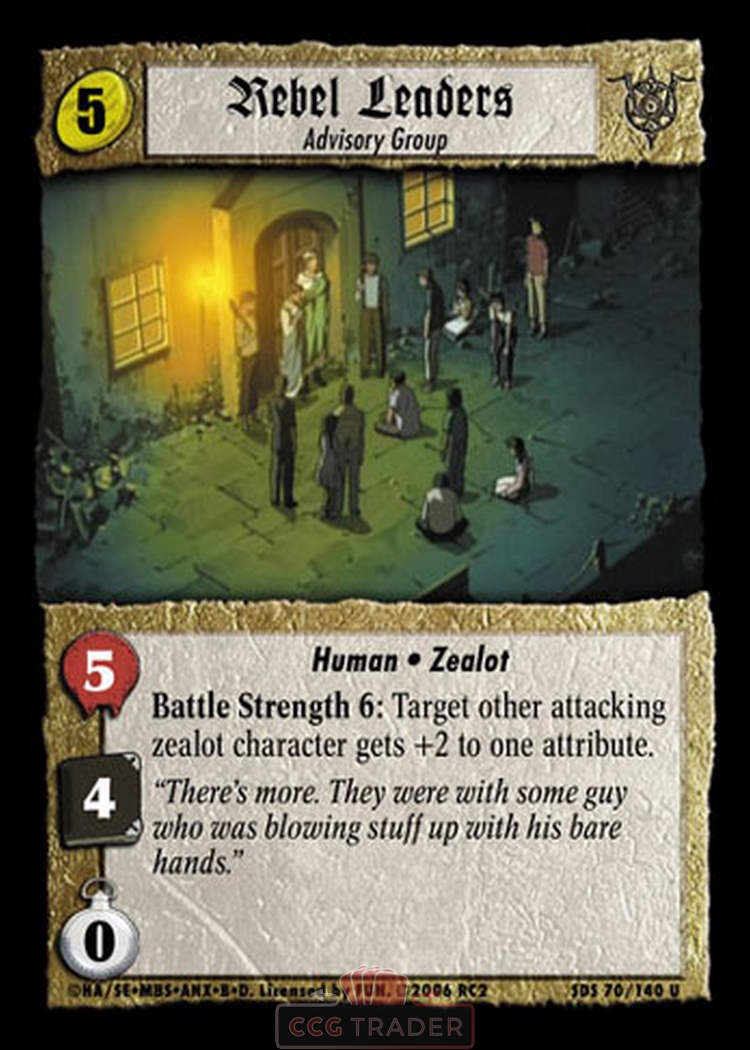 5
Rebel Leaders
Advisory Group
5
Human • Zealot
Battle Strength 6: Target other attacking
zealot character gets +2 to one attribute.
4
“There’s more. They were with some guy
who was blowing stuff up with his bare
hands.”
0
©HA/SE•MBS•ANX•B•D. Licensed by FUN. ©2006 RC2 SDS 70/140 U
CCG TRADER